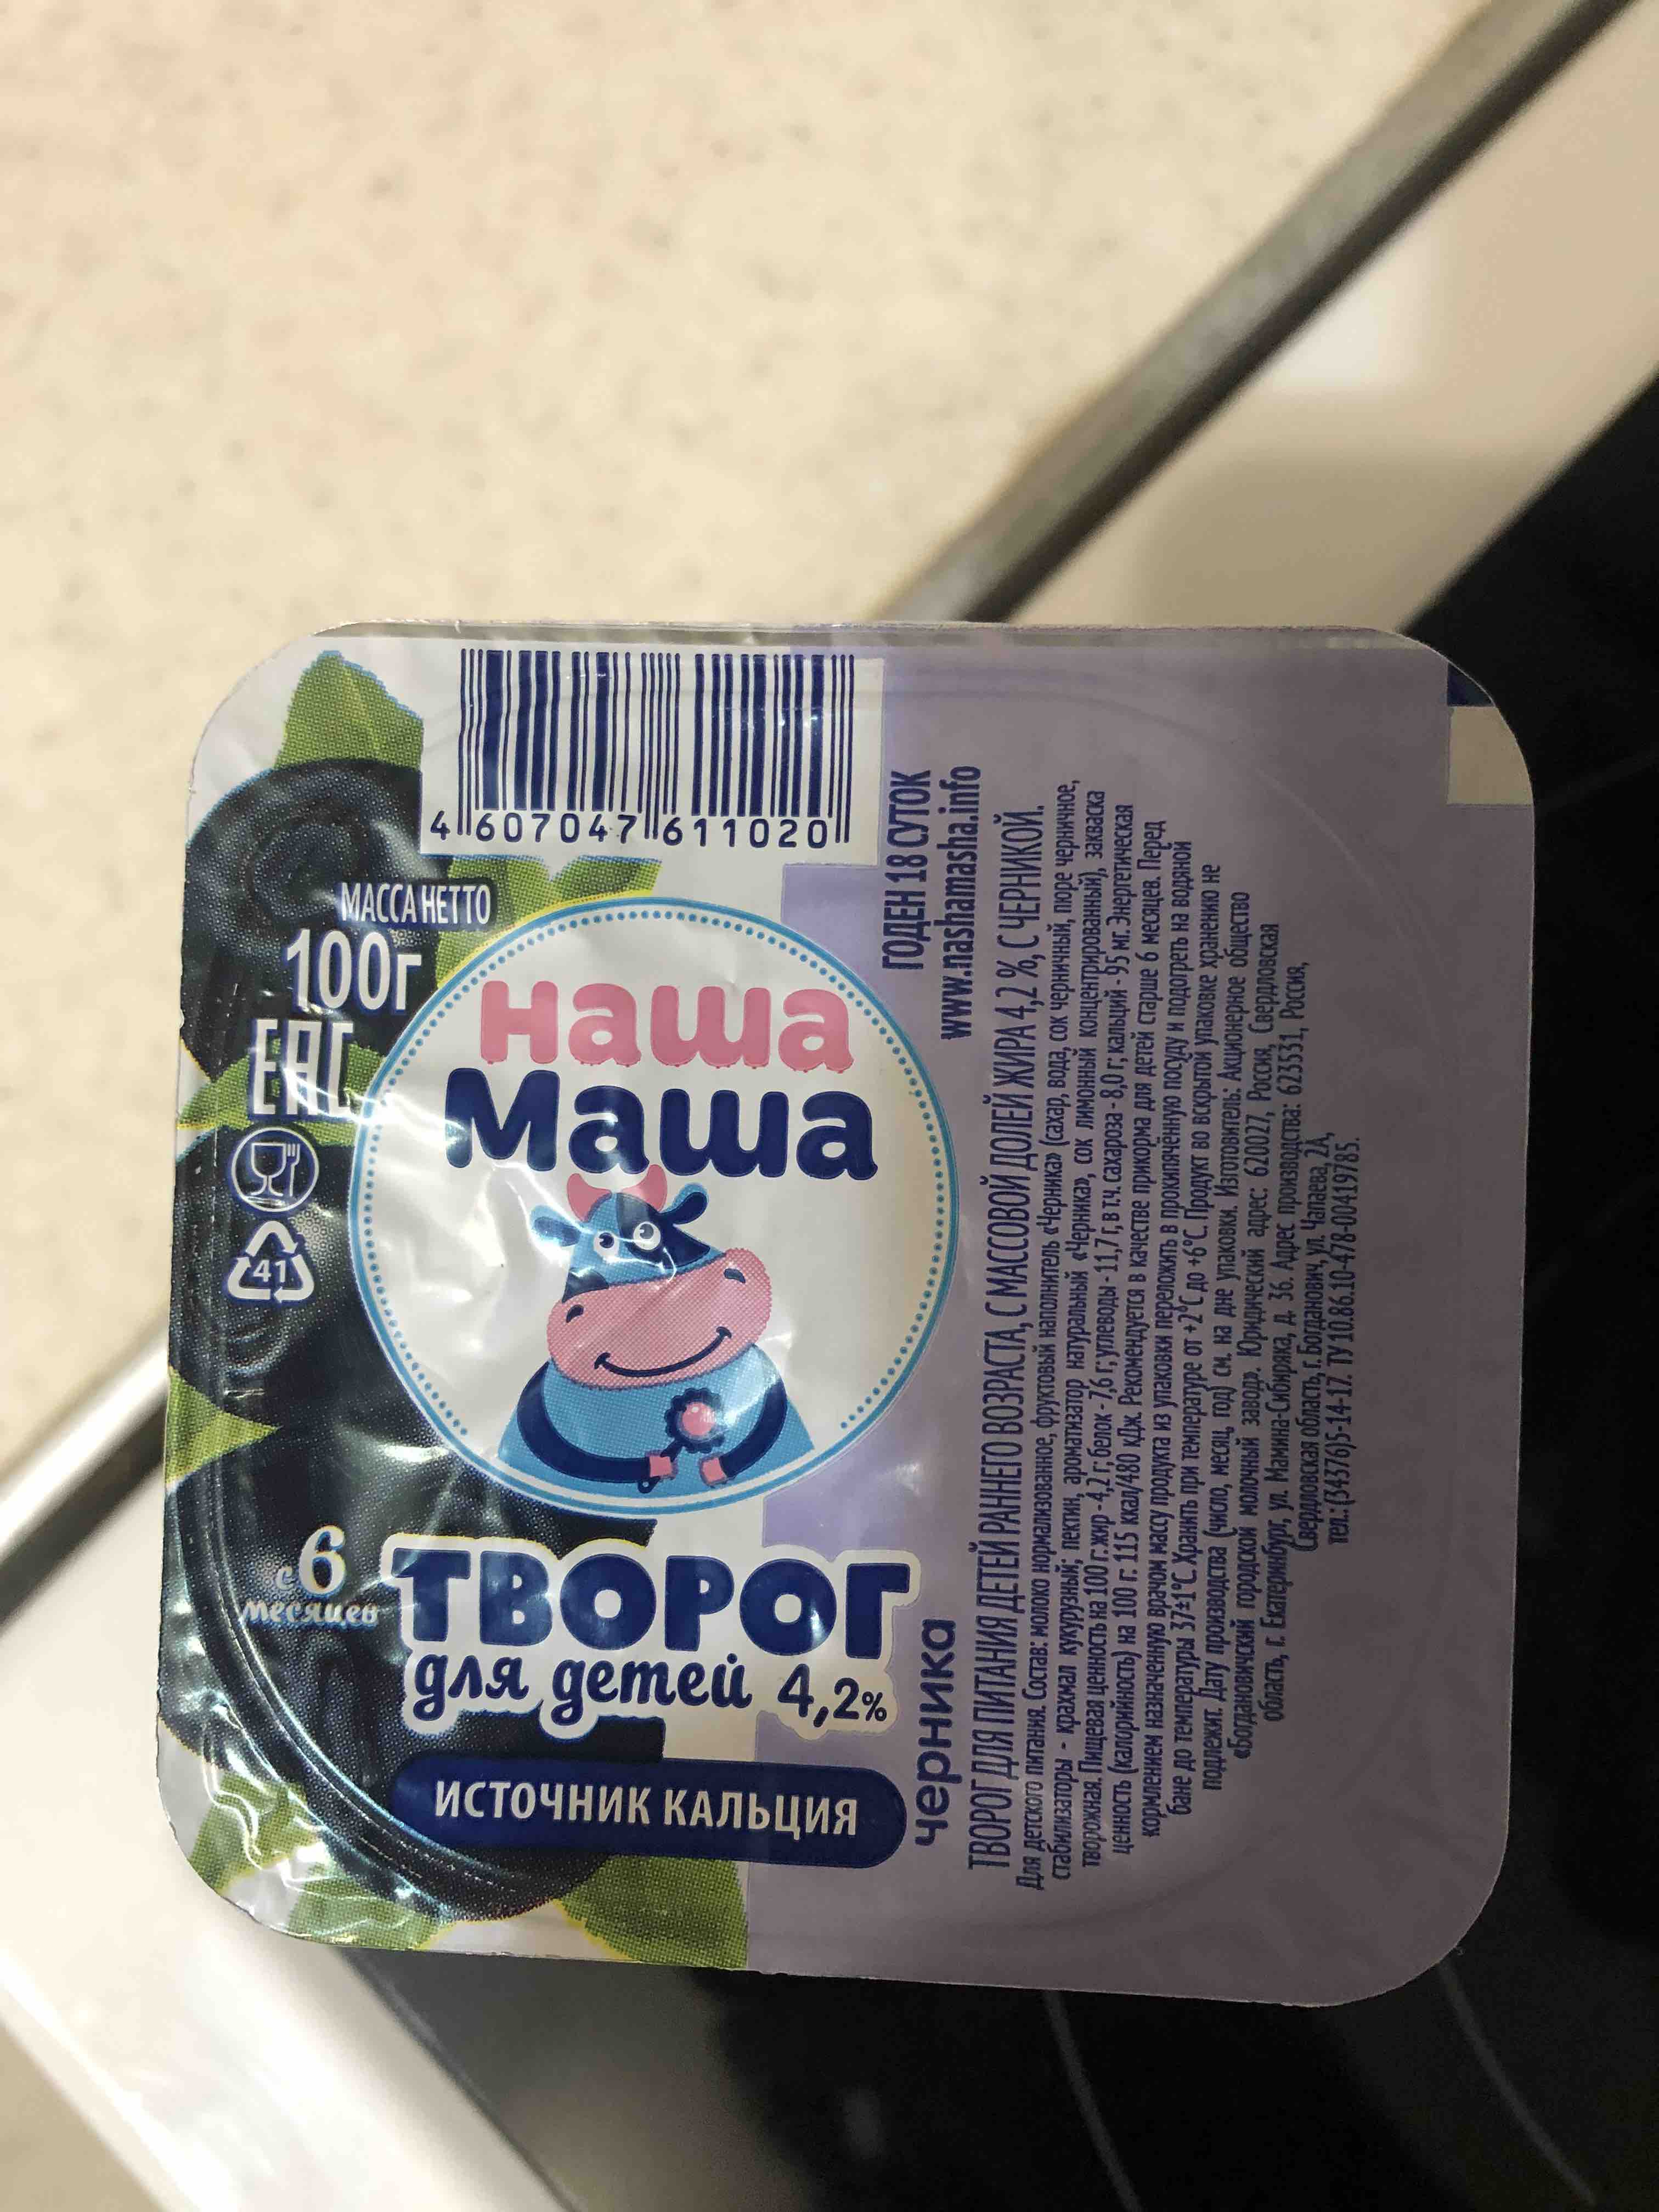 с 6
месяцев
41
ЕАС
100г
МАССА НЕТТО
наша
Маша
ТВОРОГ
для детей 4,2%
ИСТОЧНИК КАЛЬЦИЯ
4 607047 611020
черника
ГОДЕН 18 СУТОК
www.nashamasha.info
ТВОРОГ ДЛЯ ПИТАНИЯ ДЕТЕЙ РАННЕГО ВОЗРАСТА, С МАССОВОЙ ДОЛЕЙ ЖИРА 4,2 %, С ЧЕРНИКОЙ.
Для детского питания. Состав: молоко нормализованное, фруктовый наполнитель «Черника» (сахар, вода, сок черничный, пюре черничное,
стабилизаторы - крахмал кукурузный, пектин, ароматизатор натуральный «Черника», сок лимонный концентрированный), закваска
творожная. Пищевая ценность на 100 г: жир - 4,2 г; белок - 7,6 г; углеводы - 11,7 г, в т.ч. сахароза - 8,0 г; кальций - 95 мг. Энергетическая
ценность (калорийность) на 100 г: 115 ккал/480 кДж. Рекомендуется в качестве прикорма для детей старше 6 месяцев. Перед
кормлением назначенную врачом массу продукта из упаковки переложить в прокипячённую посуду и подогреть на водяной
бане до температуры 37±1°С. Хранить при температуре от +2°С до +6°С. Продукт во вскрытой упаковке хранению не
подлежит. Дату производства (число, месяц, год) см. на дне упаковки. Изготовитель: Акционерное общество
«Богдановичский городской молочный завод». Юридический адрес: 620027, Россия, Свердловская
область, г. Екатеринбург, ул. Мамина-Сибиряка, д. 36. Адрес производства: 623531, Россия,
Свердловская область, г. Богданович, ул. Чапаева, 2А,
тел.: (34376)5-14-17. ТУ 10.86.10-478-00419785.